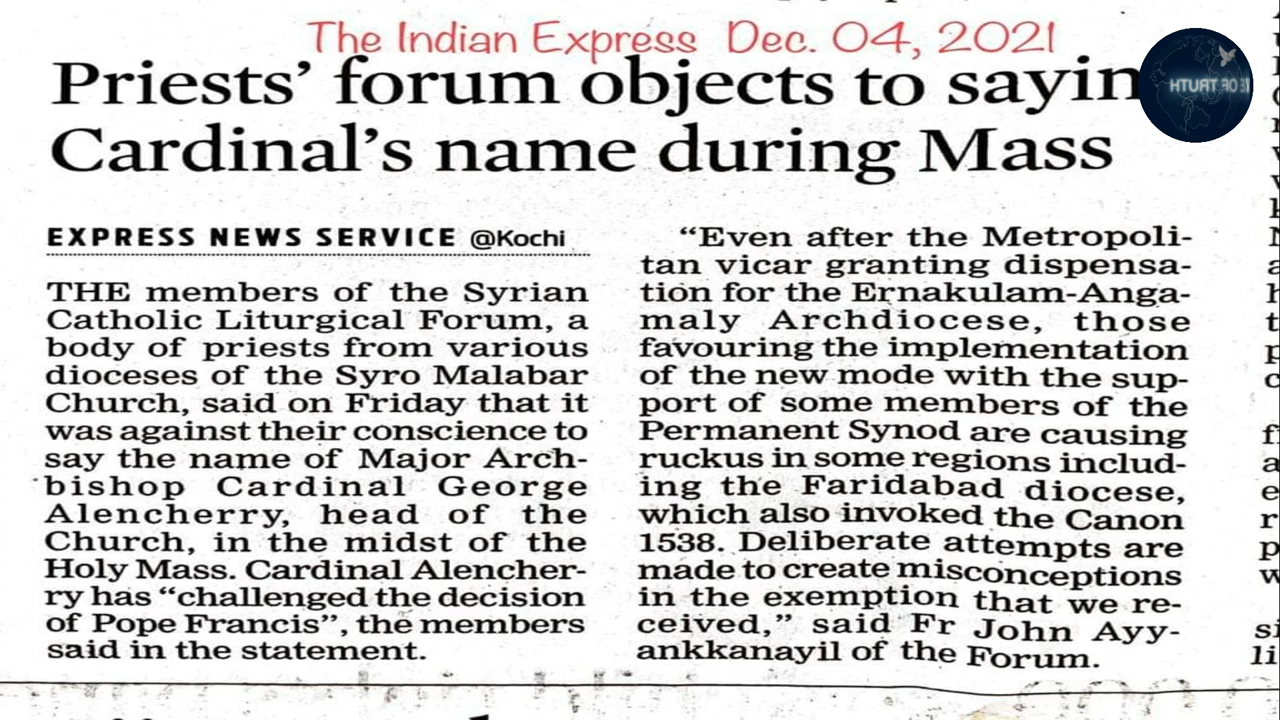 The Indian Express Dec. 04, 2021
Priests’ forum objects to sayin
Cardinal’s name during Mass
EXPRESS NEWS SERVICE @Kochi
THE members of the Syrian
Catholic Liturgical Forum, a
body of priests from various
dioceses of the Syro Malabar
Church, said on Friday that it
was against their conscience to
say the name of Major Arch-
bishop Cardinal George
Alencherry, head of the
Church, in the midst of the
Holy Mass. Cardinal Alencher-
ry has “challenged the decision
of Pope Francis”, the members
said in the statement.
“Even after the Metropoli-
tan vicar granting dispensa-
tion for the Ernakulam-Anga-
maly Archdiocese, those
favouring the implementation
of the new mode with the sup-
port of some members of the
Permanent Synod are causing
ruckus in some regions includ-
ing the Faridabad diocese,
which also invoked the Canon
1538. Deliberate attempts are
made to create misconceptions
in the exemption that we re-
ceived,” said Fr John Ayy-
ankkanayil of the Forum.